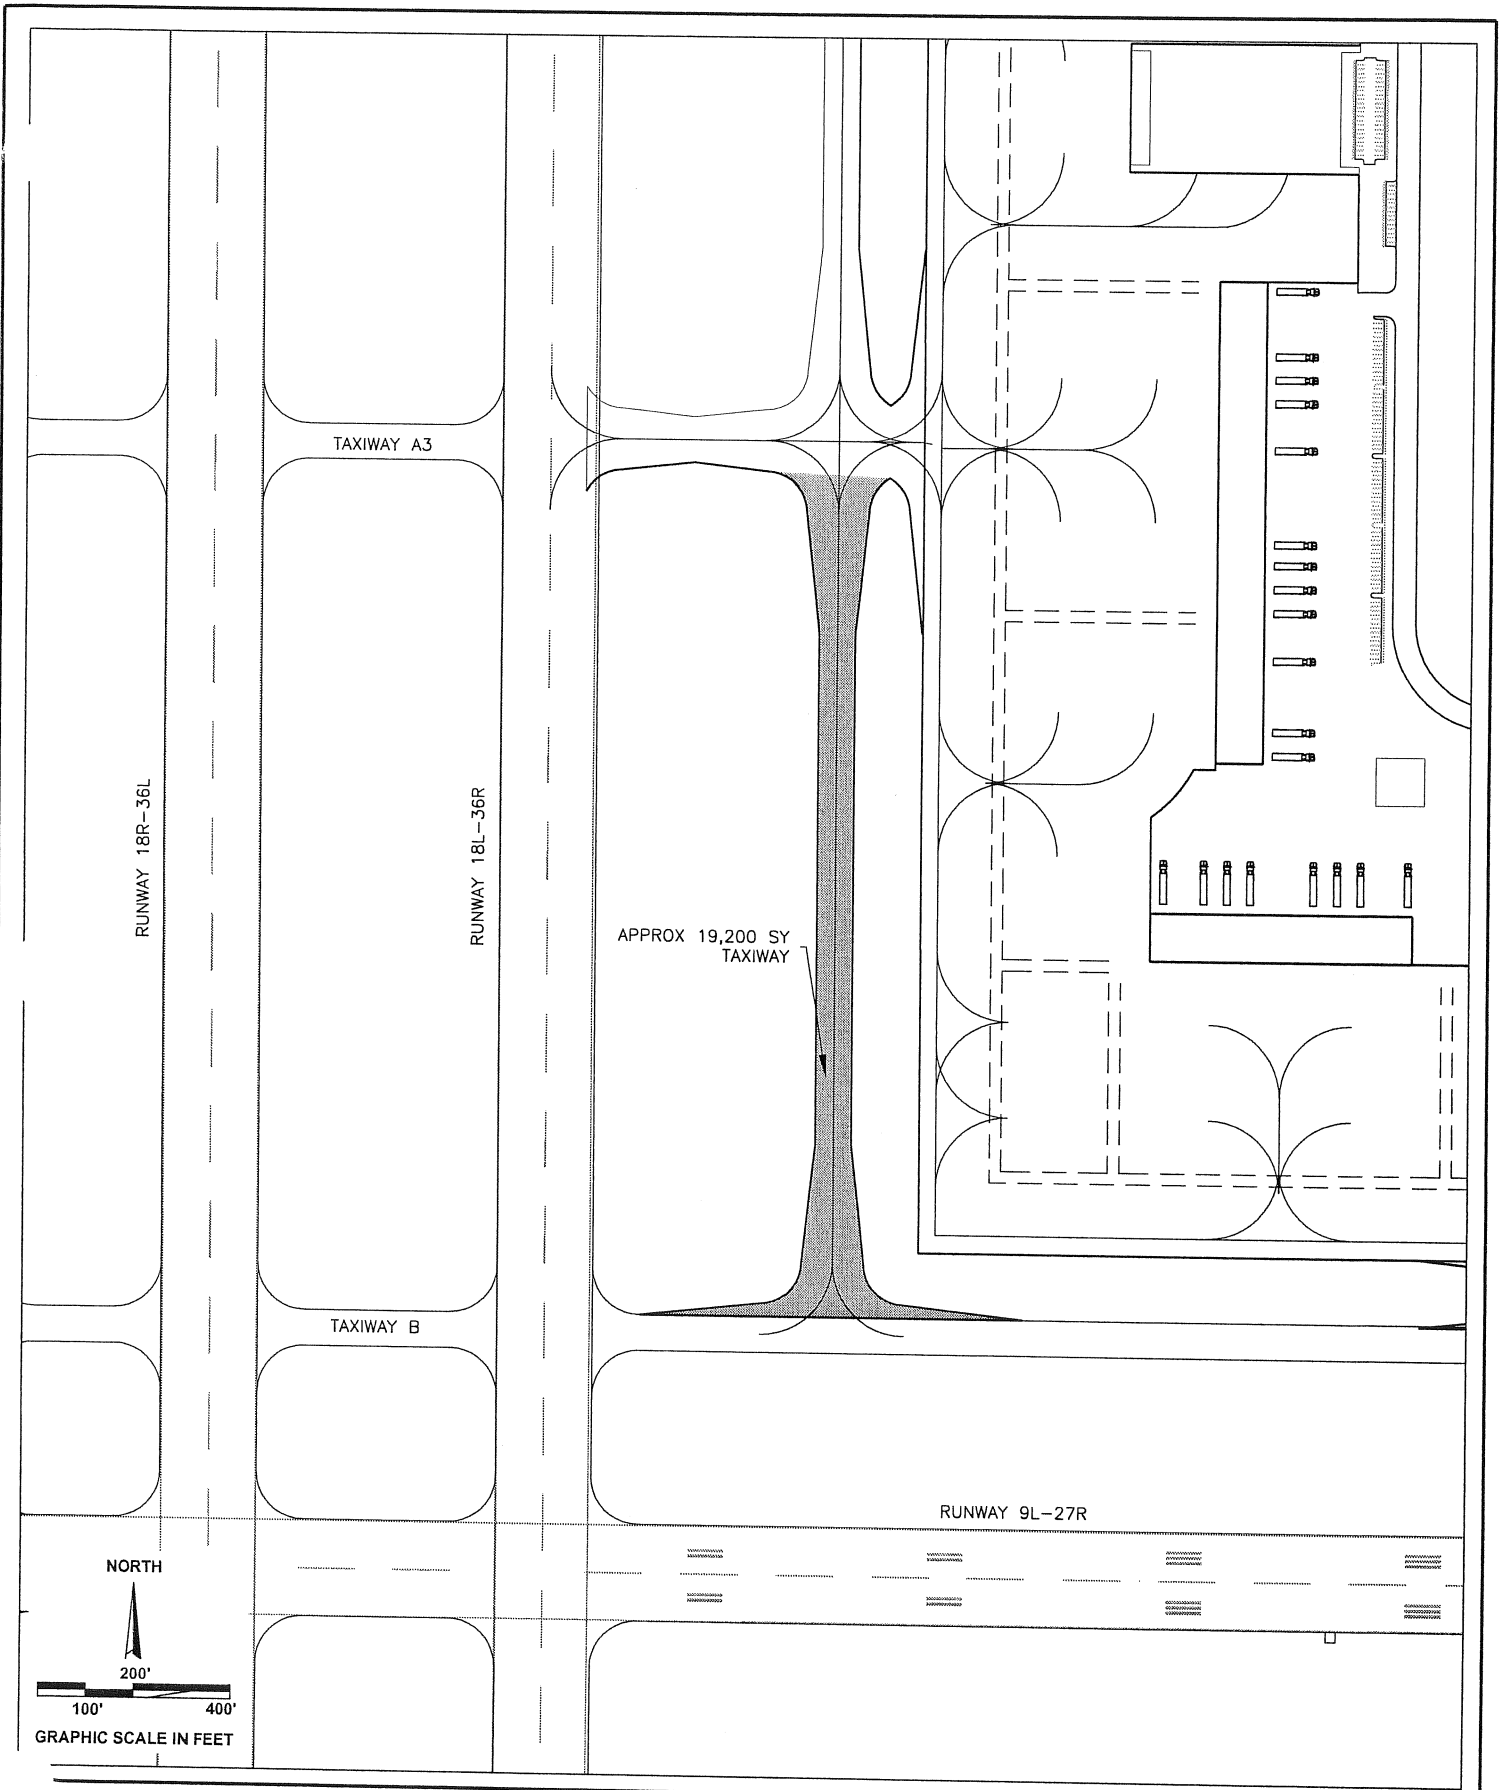 TAXIWAY A3
RUNWAY 18R-36L
RUNWAY 18L-36R
APPROX 19,200 SY
TAXIWAY
TAXIWAY B
RUNWAY 9L-27R
NORTH
200'
100' 400'
GRAPHIC SCALE IN FEET